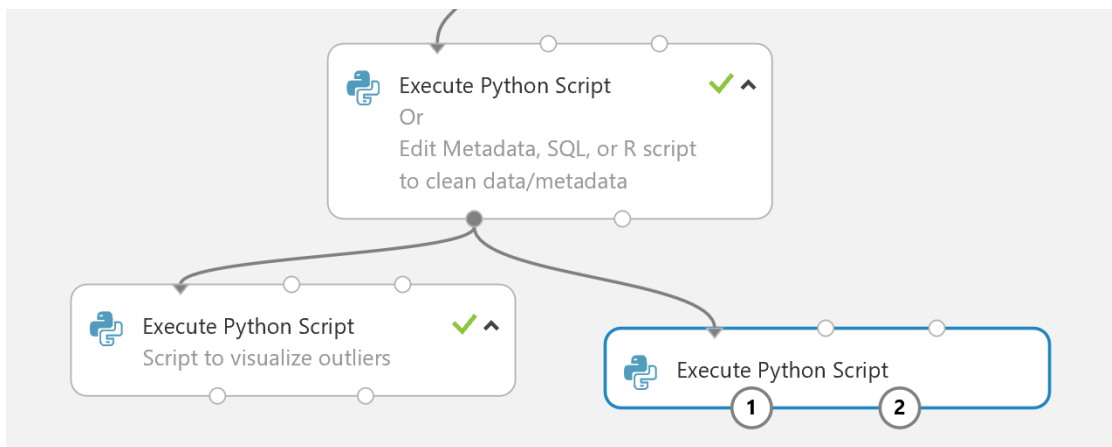 Execute Python Script
Or
Edit Metadata, SQL, or R script
to clean data/metadata
Execute Python Script
Script to visualize outliers
Execute Python Script
1
2